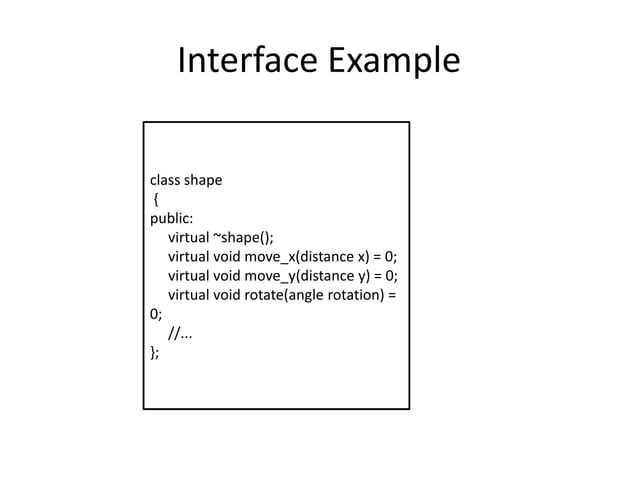 Interface Example
class shape
{
public:
virtual ~shape();
virtual void move_x(distance x) = 0;
virtual void move_y(distance y) = 0;
virtual void rotate(angle rotation) =
0;
//...
};